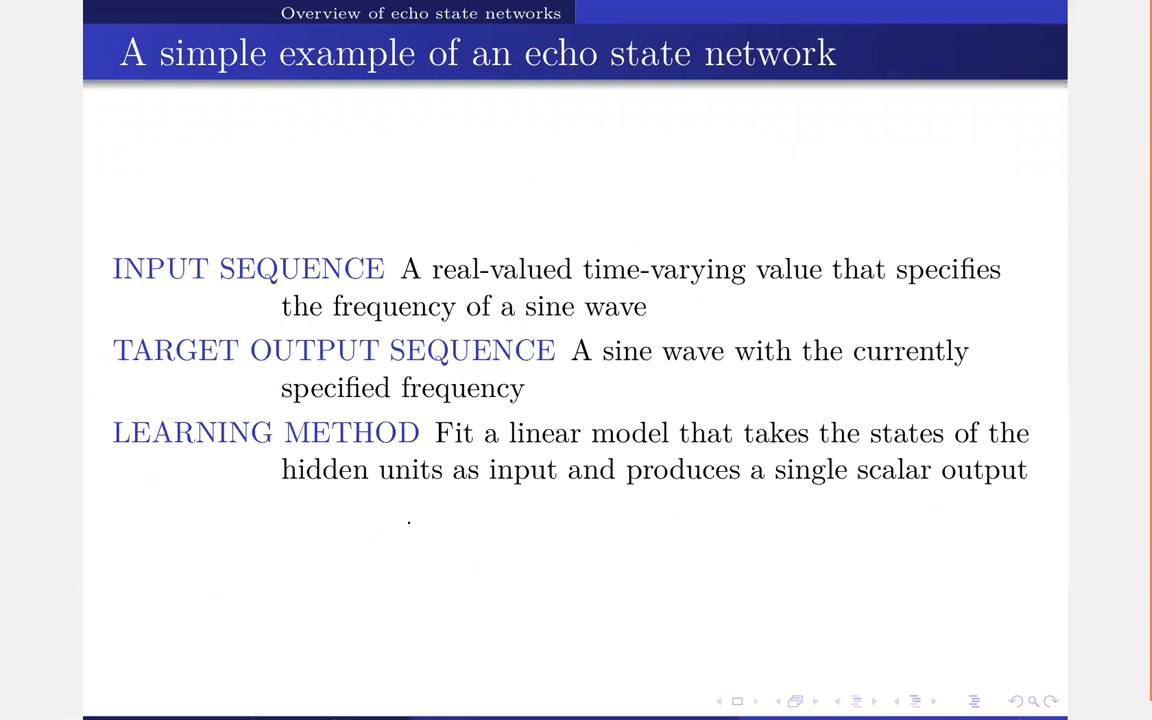 Overview of echo state networks
A simple example of an echo state network
INPUT SEQUENCE A real-valued time-varying value that specifies
the frequency of a sine wave
TARGET OUTPUT SEQUENCE A sine wave with the currently
specified frequency
LEARNING METHOD Fit a linear model that takes the states of the
hidden units as input and produces a single scalar output